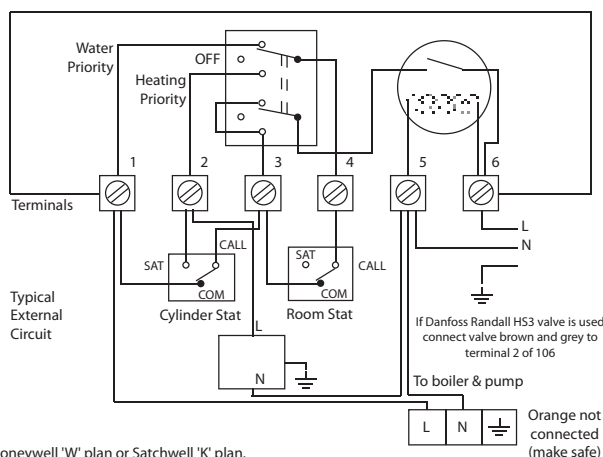 Water
Priority
OFF
Heating
Priority
1
2
3
4
5
6
Terminals
L
N
SAT
CALL
COM
Cylinder Stat
SAT
CALL
COM
Room Stat
Typical
External
Circuit
L
N
If Danfoss Randall HS3 valve is used
connect valve brown and grey to
terminal 2 of 106
To boiler & pump
L N
Orange not
connected
(make safe)
oneywell 'W' plan or Satchwell 'K' plan.